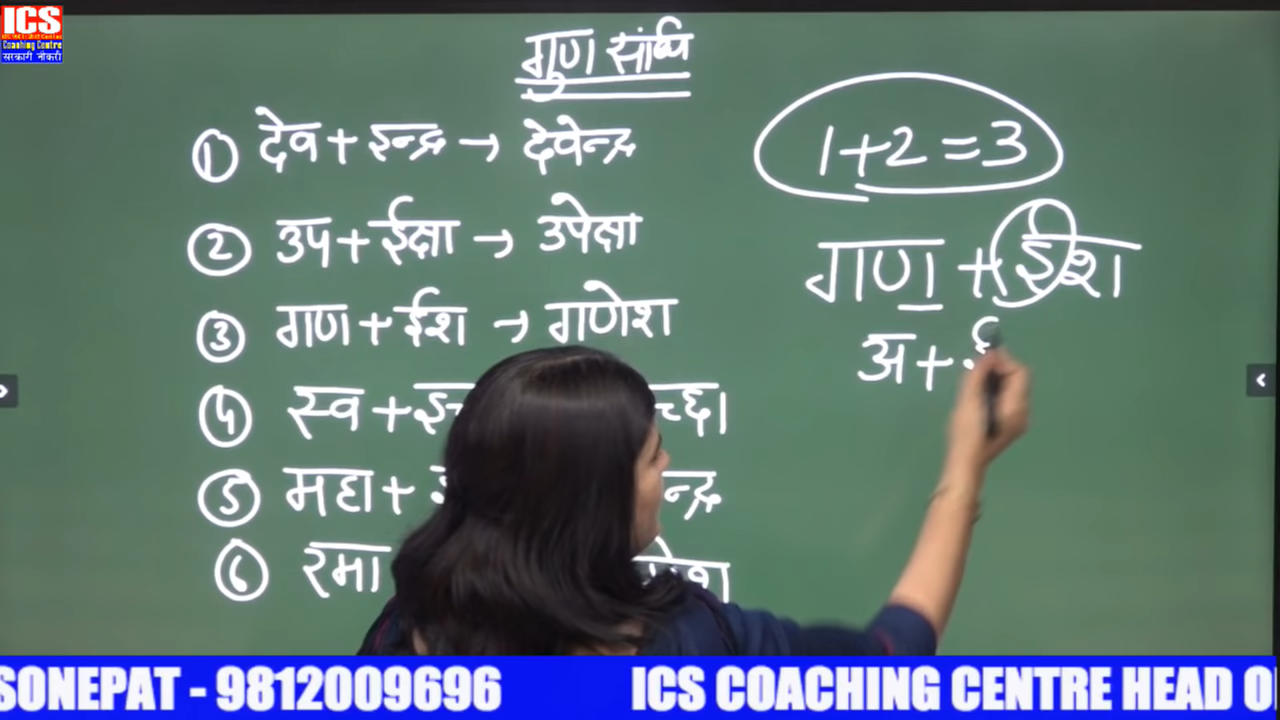 ICS
Coaching Centre
सरकारी नौकरी
गुण संधि
① देव + इन्द्र → देवेन्द्र
② उप + ईक्षा → उपेक्षा
③ गण + ईश → गणेश
④ स्व + इच च्छा
⑤ महा + न्द्र
⑥ रमा
1+2=3
गण + ईश
अ + ई
SONEPAT - 9812009696 ICS COACHING CENTRE HEAD O